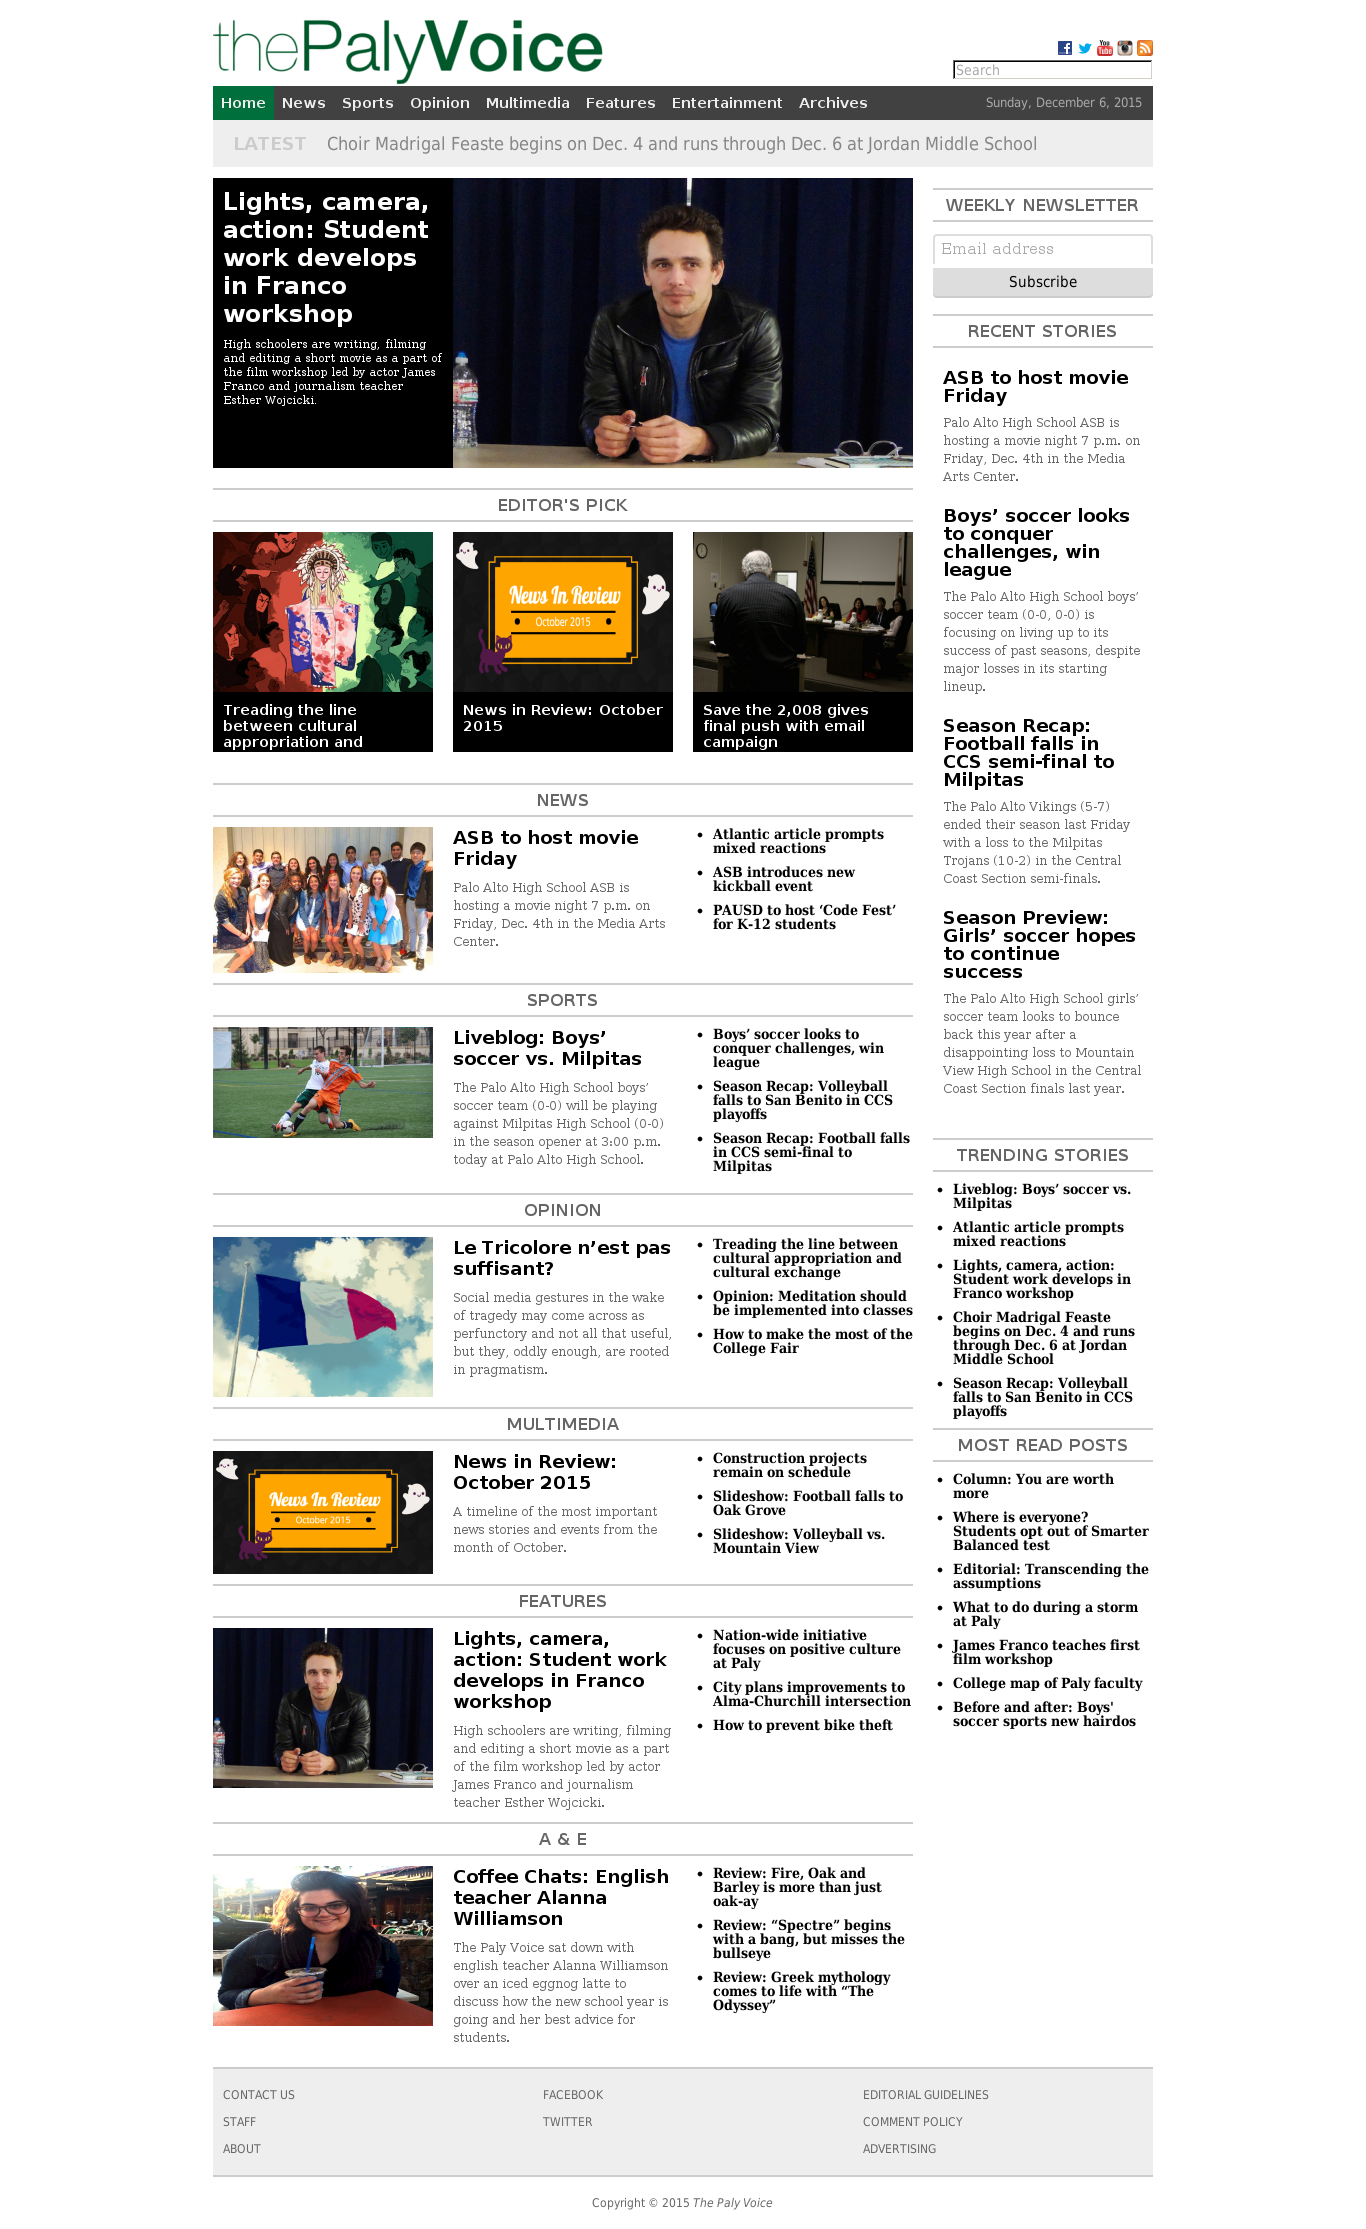 thePalyVoice
Search
Home News Sports Opinion Multimedia Features Entertainment Archives
Sunday, December 6, 2015
LATEST Choir Madrigal Feaste begins on Dec. 4 and runs through Dec. 6 at Jordan Middle School
Lights, camera,
action: Student
work develops
in Franco
workshop
High schoolers are writing, filming
and editing a short movie as a part of
the film workshop led by actor James
Franco and journalism teacher
Esther Wojcicki.
EDITOR'S PICK
Treading the line
between cultural
appropriation and
News In Review
October 2015
News in Review: October
2015
Save the 2,008 gives
final push with email
campaign
NEWS
ASB to host movie
Friday
Palo Alto High School ASB is
hosting a movie night 7 p.m. on
Friday, Dec. 4th in the Media Arts
Center.
Atlantic article prompts
mixed reactions
ASB introduces new
kickball event
PAUSD to host ‘Code Fest’
for K-12 students
SPORTS
Liveblog: Boys’
soccer vs. Milpitas
The Palo Alto High School boys’
soccer team (0-0) will be playing
against Milpitas High School (0-0)
in the season opener at 3:00 p.m.
today at Palo Alto High School.
Boys’ soccer looks to
conquer challenges, win
league
Season Recap: Volleyball
falls to San Benito in CCS
playoffs
Season Recap: Football falls
in CCS semi-final to
Milpitas
OPINION
Le Tricolore n’est pas
suffisant?
Social media gestures in the wake
of tragedy may come across as
perfunctory and not all that useful,
but they, oddly enough, are rooted
in pragmatism.
Treading the line between
cultural appropriation and
cultural exchange
Opinion: Meditation should
be implemented into classes
How to make the most of the
College Fair
MULTIMEDIA
News In Review
October 2015
News in Review:
October 2015
A timeline of the most important
news stories and events from the
month of October.
Construction projects
remain on schedule
Slideshow: Football falls to
Oak Grove
Slideshow: Volleyball vs.
Mountain View
FEATURES
Lights, camera,
action: Student work
develops in Franco
workshop
High schoolers are writing, filming
and editing a short movie as a part
of the film workshop led by actor
James Franco and journalism
teacher Esther Wojcicki.
Nation-wide initiative
focuses on positive culture
at Paly
City plans improvements to
Alma-Churchill intersection
How to prevent bike theft
A & E
Coffee Chats: English
teacher Alanna
Williamson
The Paly Voice sat down with
english teacher Alanna Williamson
over an iced eggnog latte to
discuss how the new school year is
going and her best advice for
students.
Review: Fire, Oak and
Barley is more than just
oak-ay
Review: “Spectre” begins
with a bang, but misses the
bullseye
Review: Greek mythology
comes to life with “The
Odyssey”
WEEKLY NEWSLETTER
Email address
Subscribe
RECENT STORIES
ASB to host movie
Friday
Palo Alto High School ASB is
hosting a movie night 7 p.m. on
Friday, Dec. 4th in the Media
Arts Center.
Boys’ soccer looks
to conquer
challenges, win
league
The Palo Alto High School boys’
soccer team (0-0, 0-0) is
focusing on living up to its
success of past seasons, despite
major losses in its starting
lineup.
Season Recap:
Football falls in
CCS semi-final to
Milpitas
The Palo Alto Vikings (5-7)
ended their season last Friday
with a loss to the Milpitas
Trojans (10-2) in the Central
Coast Section semi-finals.
Season Preview:
Girls’ soccer hopes
to continue
success
The Palo Alto High School girls’
soccer team looks to bounce
back this year after a
disappointing loss to Mountain
View High School in the Central
Coast Section finals last year.
TRENDING STORIES
Liveblog: Boys’ soccer vs.
Milpitas
Atlantic article prompts
mixed reactions
Lights, camera, action:
Student work develops in
Franco workshop
Choir Madrigal Feaste
begins on Dec. 4 and runs
through Dec. 6 at Jordan
Middle School
Season Recap: Volleyball
falls to San Benito in CCS
playoffs
MOST READ POSTS
Column: You are worth
more
Where is everyone?
Students opt out of Smarter
Balanced test
Editorial: Transcending the
assumptions
What to do during a storm
at Paly
James Franco teaches first
film workshop
College map of Paly faculty
Before and after: Boys'
soccer sports new hairdos
CONTACT US
STAFF
ABOUT
FACEBOOK
TWITTER
EDITORIAL GUIDELINES
COMMENT POLICY
ADVERTISING
Copyright © 2015 The Paly Voice